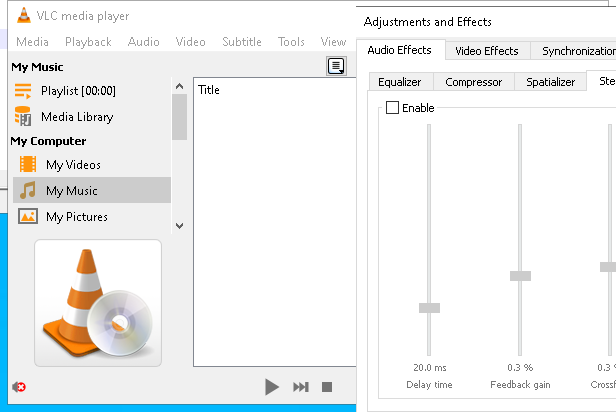 VLC media player
Media Playback Audio Video Subtitle Tools View
My Music
Playlist [00:00]
Media Library
My Computer
My Videos
My Music
My Pictures
Title
Adjustments and Effects
Audio Effects Video Effects Synchronization
Equalizer Compressor Spatializer Ste
Enable
20.0 ms 0.3 % 0.3 %
Delay time Feedback gain Crossf